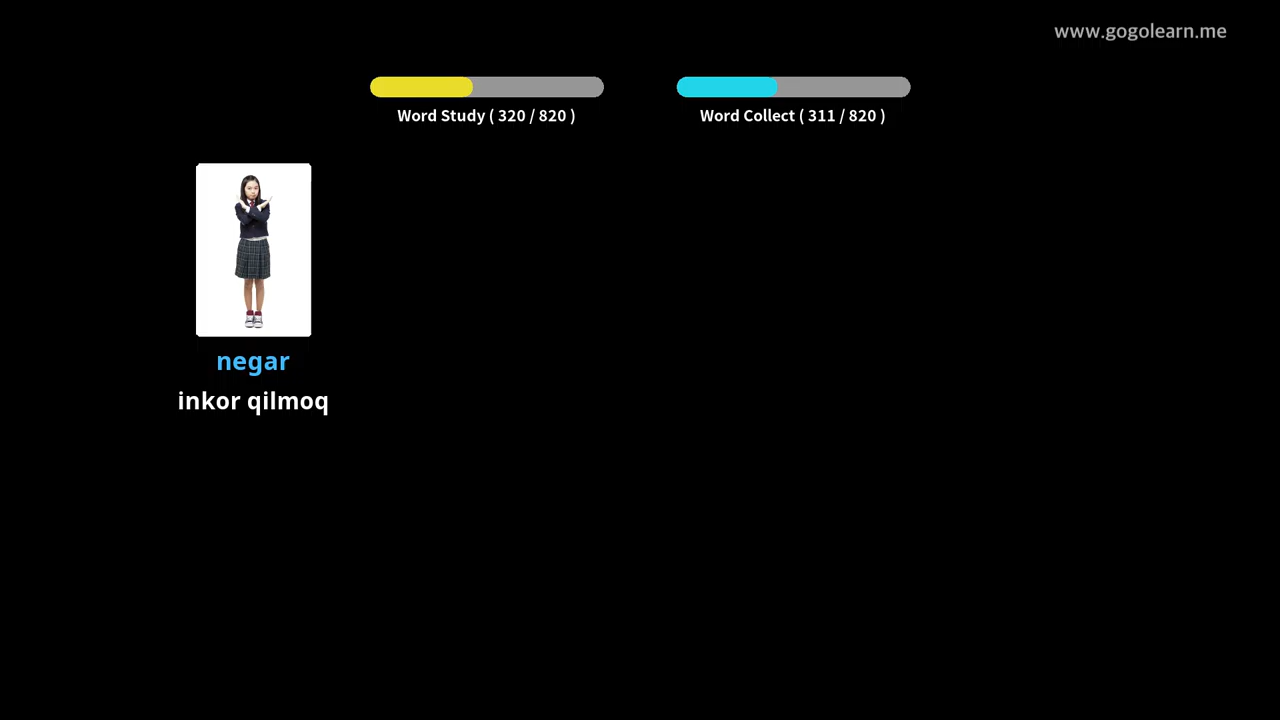 www.gogolearn.me
Word Study ( 320 / 820 )
Word Collect ( 311 / 820 )
negar
inkor qilmoq